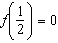 f(1/2) = 0